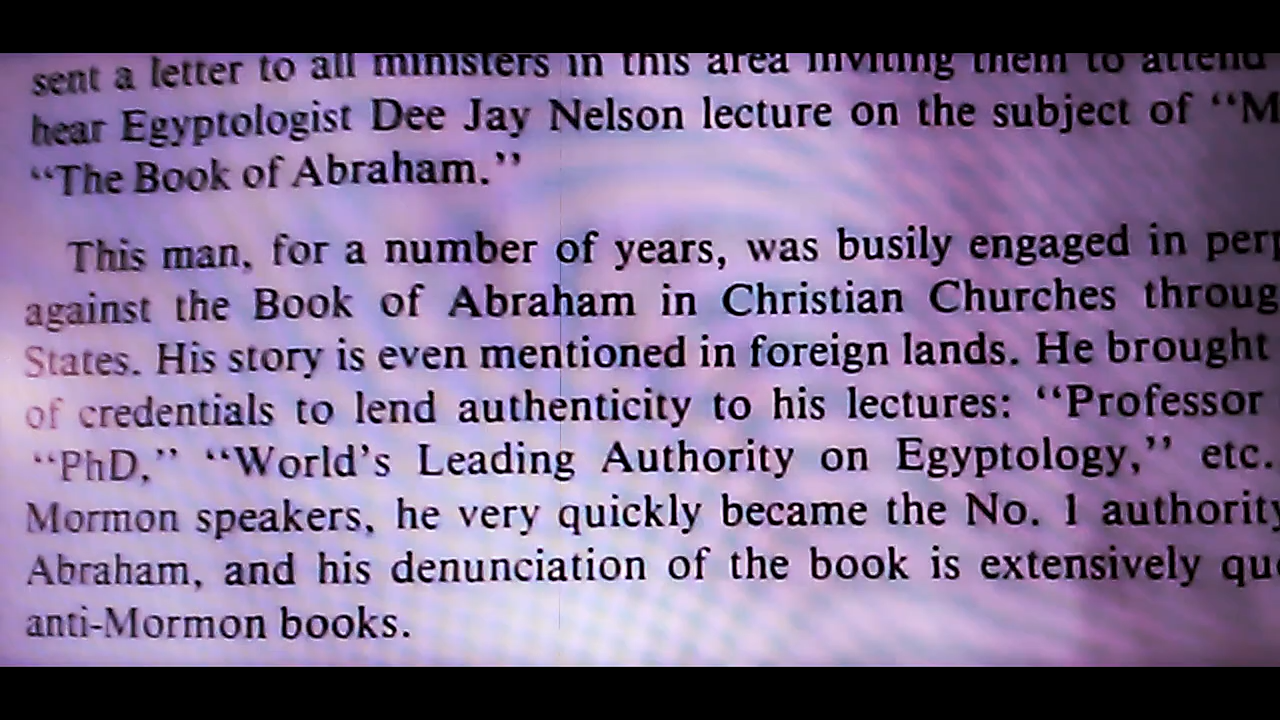 sent a letter to all ministers in this area inviting them to attend
hear Egyptologist Dee Jay Nelson lecture on the subject of “M
“The Book of Abraham.”
This man, for a number of years, was busily engaged in per
against the Book of Abraham in Christian Churches throug
States. His story is even mentioned in foreign lands. He brought
of credentials to lend authenticity to his lectures: “Professor
“PhD,” “World’s Leading Authority on Egyptology,” etc.
Mormon speakers, he very quickly became the No. 1 authority
Abraham, and his denunciation of the book is extensively qu
anti-Mormon books.